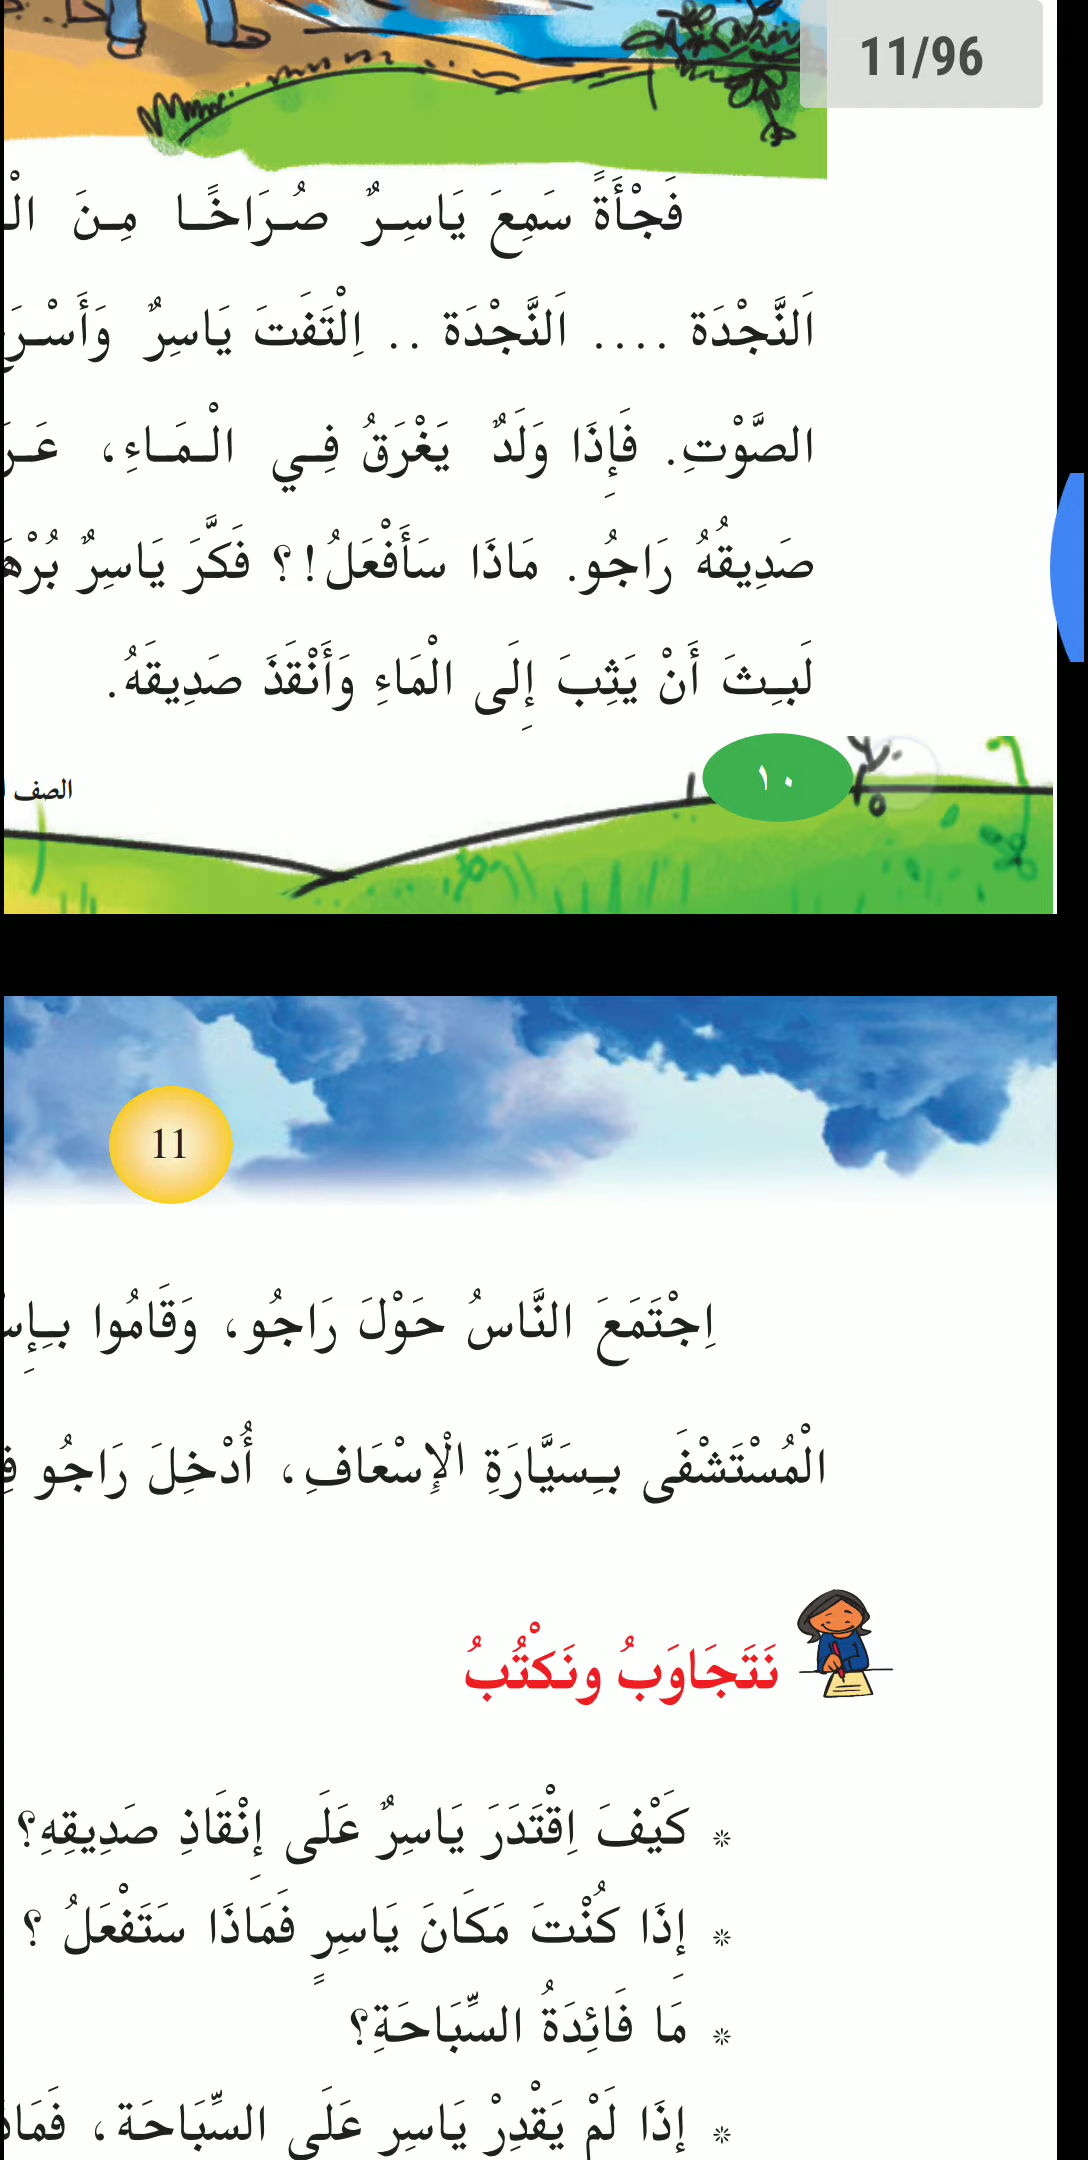 11/96
فَجْأَةً سَمِعَ يَاسِرٌ صُرَاخًا مِنَ
اَلنَّجْدَة .... اَلنَّجْدَة .. اِلْتَفَتَ يَاسِرٌ
الصَّوْتِ. فَإِذَا وَلَدٌ يَغْرَقُ فِي الْمَاءِ،
صَدِيقُهُ رَاجُو. مَاذَا سَأَفْعَلُ!؟ فَكَّرَ يَاسِرٌ
لَبِثَ أَنْ يَثِبَ إِلَى الْمَاءِ وَأَنْقَذَ صَدِيقَهُ.
١٠
الصف
11
اِجْتَمَعَ النَّاسُ حَوْلَ رَاجُو، وَقَامُوا
الْمُسْتَشْفَى بِسَيَّارَةِ الْإِسْعَافِ، أُدْخِلَ رَاجُو
نَتَجَاوَبُ ونَكْتُبُ
* كَيْفَ اِقْتَدَرَ يَاسِرٌ عَلَى إِنْقَاذِ صَدِيقِهِ؟
* إِذَا كُنْتَ مَكَانَ يَاسِرٍ فَمَاذَا سَتَفْعَلُ ؟
* مَا فَائِدَةُ السِّبَاحَةِ؟
* إِذَا لَمْ يَقْدِرْ يَاسِر عَلَى السِّبَاحَة ،